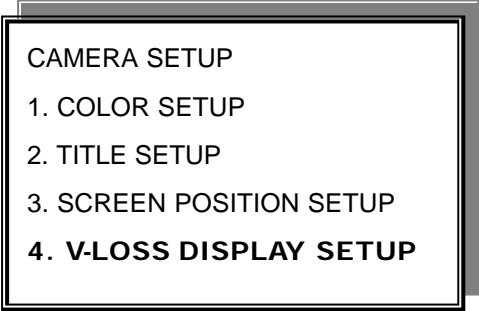 CAMERA SETUP
1. COLOR SETUP
2. TITLE SETUP
3. SCREEN POSITION SETUP
4. V-LOSS DISPLAY SETUP